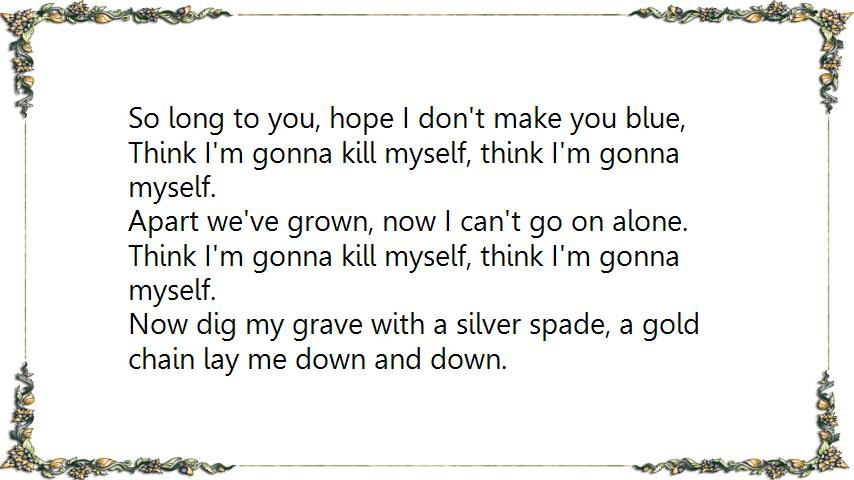 So long to you, hope I don't make you blue,
Think I'm gonna kill myself, think I'm gonna
myself.
Apart we've grown, now I can't go on alone.
Think I'm gonna kill myself, think I'm gonna
myself.
Now dig my grave with a silver spade, a gold
chain lay me down and down.